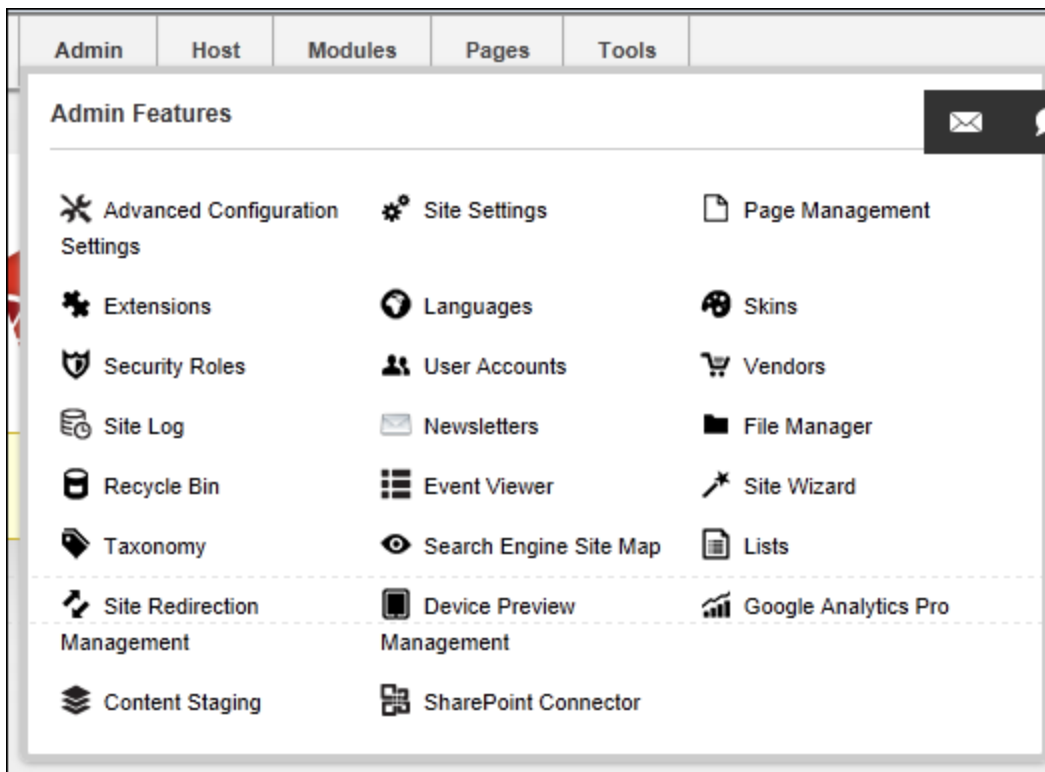 Admin Host Modules Pages Tools
Admin Features
Advanced Configuration Settings
Site Settings
Page Management
Extensions
Languages
Skins
Security Roles
User Accounts
Vendors
Site Log
Newsletters
File Manager
Recycle Bin
Event Viewer
Site Wizard
Taxonomy
Search Engine Site Map
Lists
Site Redirection
Management
Device Preview
Management
Google Analytics Pro
Content Staging
SharePoint Connector